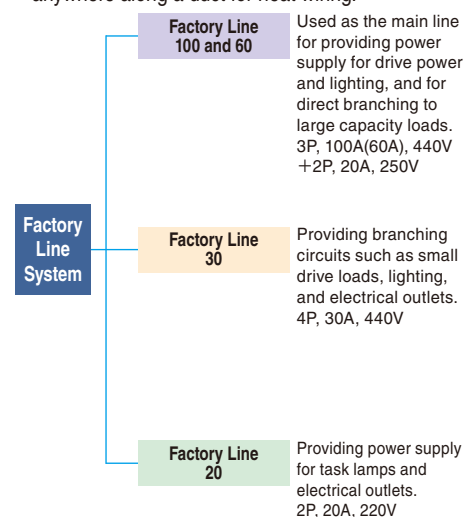 anywhere along a duct for neat wiring.
Factory Line
100 and 60
Used as the main line
for providing power
supply for drive power
and lighting, and for
direct branching to
large capacity loads.
3P, 100A(60A), 440V
+2P, 20A, 250V
Factory
Line
System
Factory Line
30
Providing branching
circuits such as small
drive loads, lighting,
and electrical outlets.
4P, 30A, 440V
Factory Line
20
Providing power supply
for task lamps and
electrical outlets.
2P, 20A, 220V